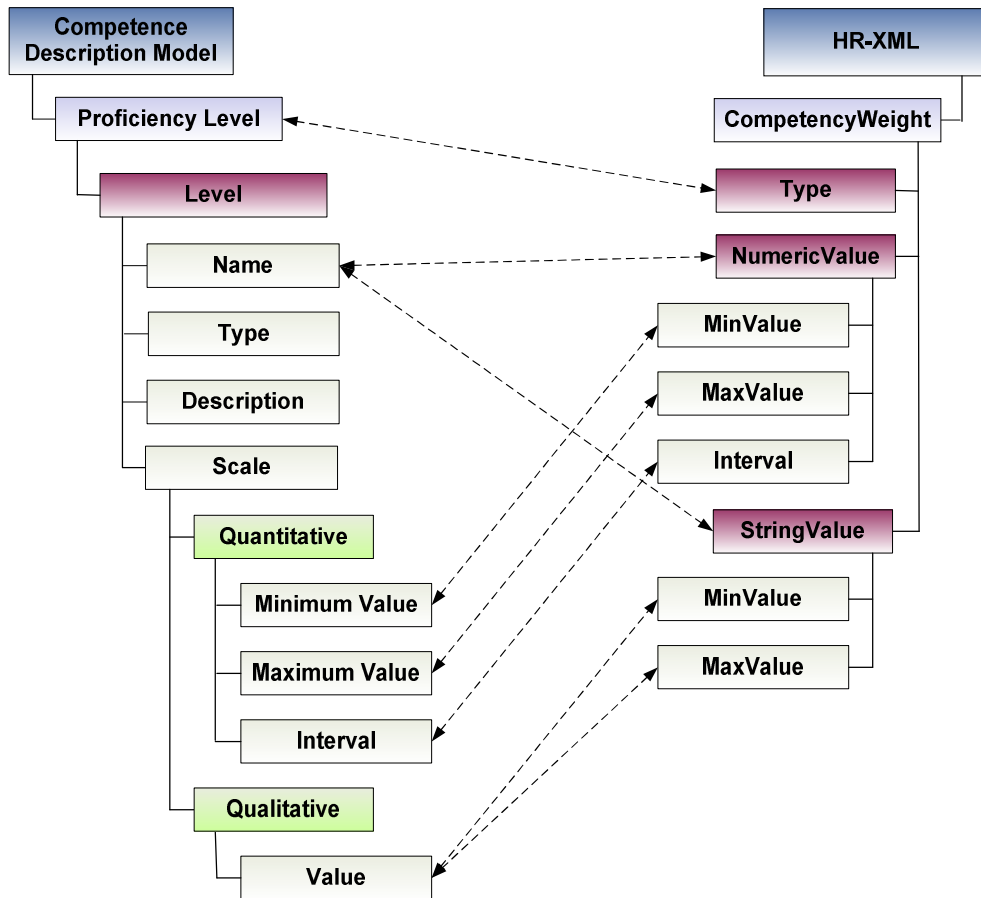 Competence
Description Model
Proficiency Level
Level
Name
Type
Description
Scale
Quantitative
Minimum Value
Maximum Value
Interval
Qualitative
Value
HR-XML
CompetencyWeight
Type
NumericValue
MinValue
MaxValue
Interval
StringValue
MinValue
MaxValue